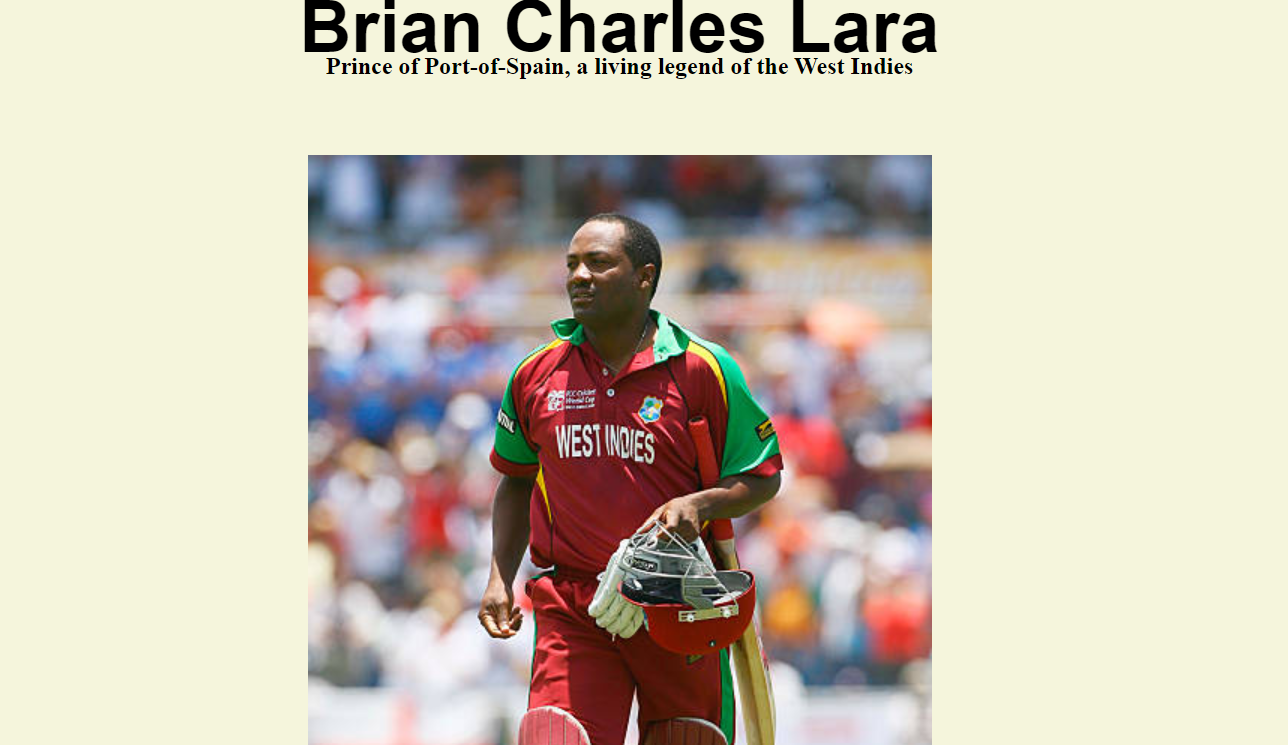 Brian Charles Lara
Prince of Port-of-Spain, a living legend of the West Indies
ICC Cricket
World Cup
WEST INDIES